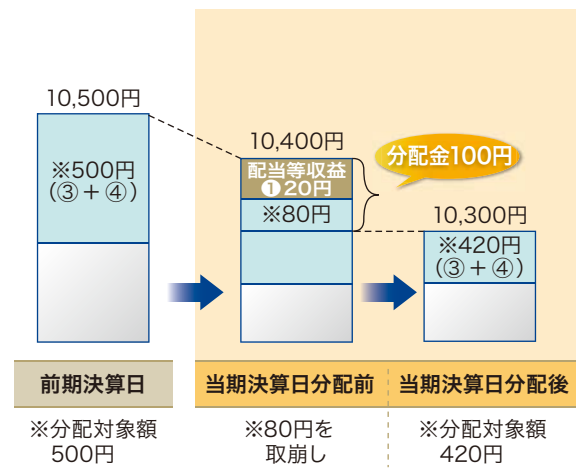 10,500円
※500円
(③+④)
10,400円
配当等収益
❶20円
※80円
分配金100円
10,300円
※420円
(③+④)
前期決算日
当期決算日分配前
当期決算日分配後
※分配対象額
500円
※80円を
取崩し
※分配対象額
420円